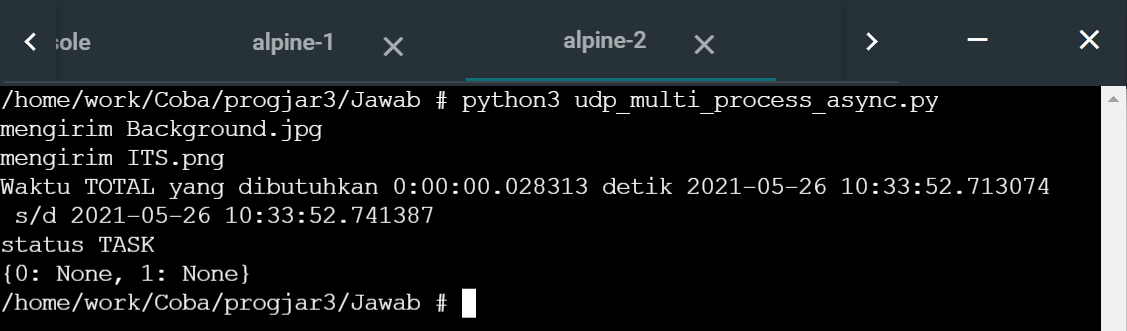 sole alpine-1 alpine-2
/home/work/Coba/progjar3/Jawab # python3 udp_multi_process_async.py
mengirim Background.jpg
mengirim ITS.png
Waktu TOTAL yang dibutuhkan 0:00:00.028313 detik 2021-05-26 10:33:52.713074
 s/d 2021-05-26 10:33:52.741387
status TASK
{0: None, 1: None}
/home/work/Coba/progjar3/Jawab #